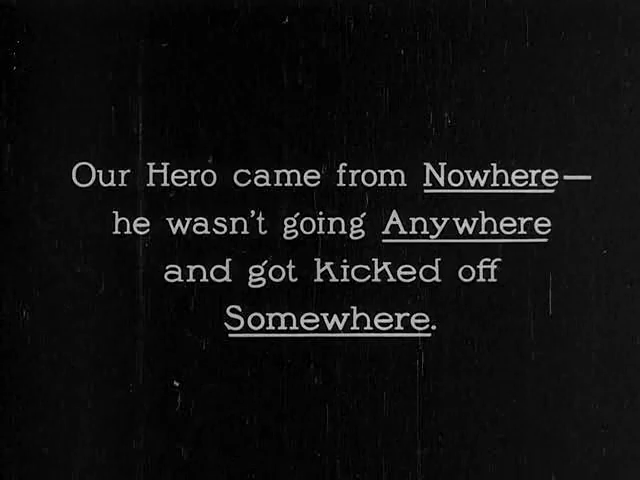 Our Hero came from Nowhere—
he wasn't going Anywhere
and got kicked off
Somewhere.